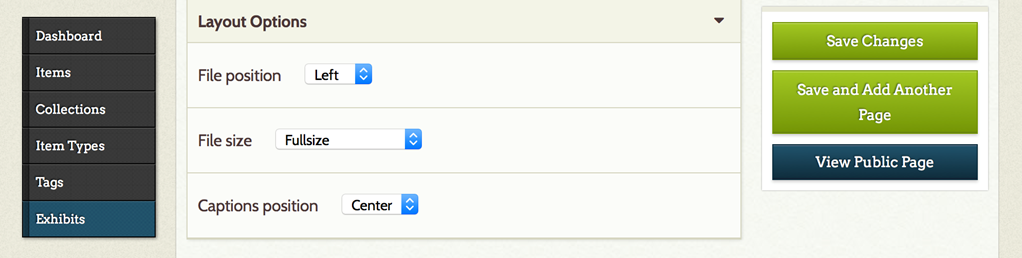 Dashboard
Items
Collections
Item Types
Tags
Exhibits
Layout Options
File position Left
File size Fullsize
Captions position Center
Save Changes
Save and Add Another
Page
View Public Page